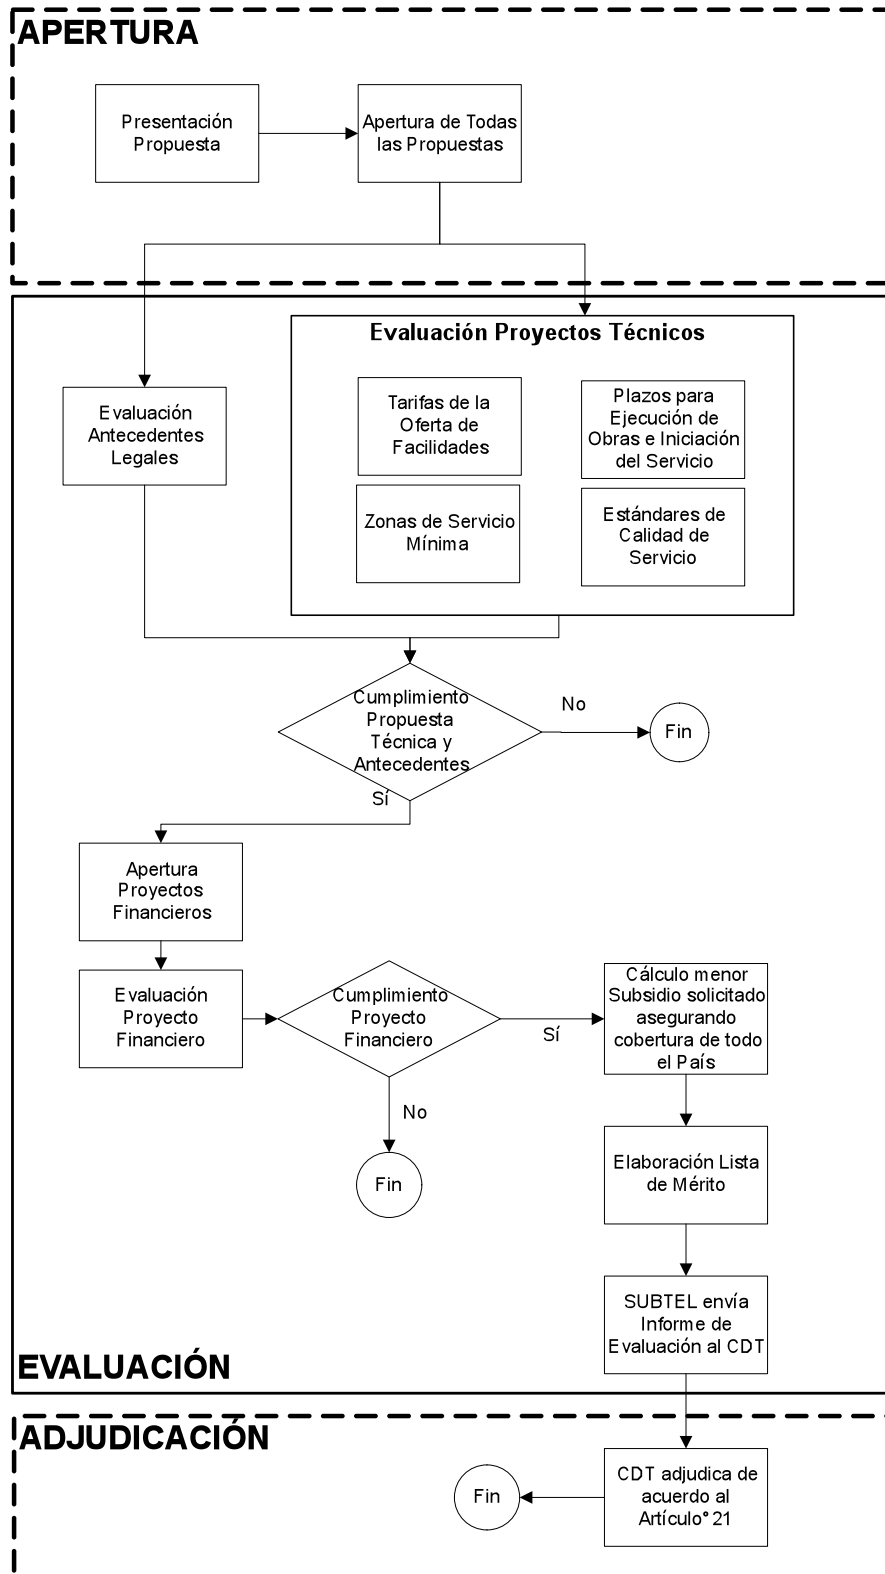 APERTURA
Presentación
Propuesta
Apertura de Todas
las Propuestas
Evaluación Proyectos Técnicos
Evaluación
Antecedentes
Legales
Tarifas de la
Oferta de
Facilidades
Plazos para
Ejecución de
Obras e Iniciación
del Servicio
Zonas de Servicio
Mínima
Estándares de
Calidad de
Servicio
Cumplimiento
Propuesta
Técnica y
Antecedentes
No
Fin
Sí
Apertura
Proyectos
Financieros
Evaluación
Proyecto
Financiero
Cumplimiento
Proyecto
Financiero
Sí
Cálculo menor
Subsidio solicitado
asegurando
cobertura de todo
el País
No
Fin
Elaboración Lista
de Mérito
SUBTEL envía
Informe de
Evaluación al CDT
EVALUACIÓN
ADJUDICACIÓN
CDT adjudica de
acuerdo al
Artículo° 21
Fin